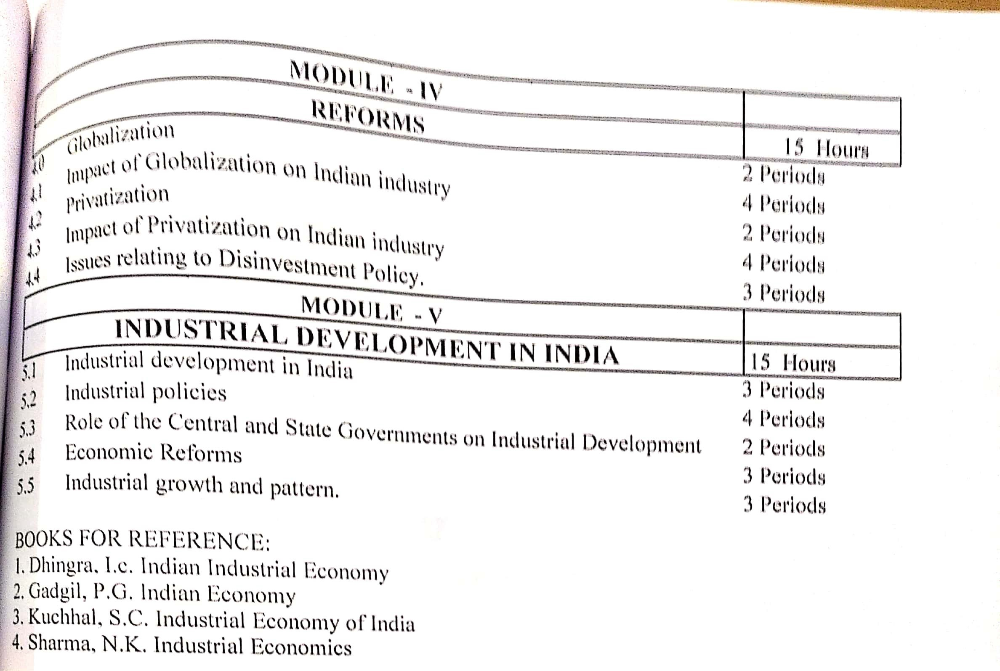 MODULE - IV
REFORMS 15 Hours
4.0 Globalization 2 Periods
4.1 Impact of Globalization on Indian industry 4 Periods
4.2 Privatization 2 Periods
4.3 Impact of Privatization on Indian industry 4 Periods
4.4 Issues relating to Disinvestment Policy. 3 Periods
MODULE - V
INDUSTRIAL DEVELOPMENT IN INDIA 15 Hours
5.1 Industrial development in India 3 Periods
5.2 Industrial policies 4 Periods
5.3 Role of the Central and State Governments on Industrial Development 2 Periods
5.4 Economic Reforms 3 Periods
5.5 Industrial growth and pattern. 3 Periods
BOOKS FOR REFERENCE:
1. Dhingra, I.c. Indian Industrial Economy
2. Gadgil, P.G. Indian Economy
3. Kuchhal, S.C. Industrial Economy of India
4. Sharma, N.K. Industrial Economics